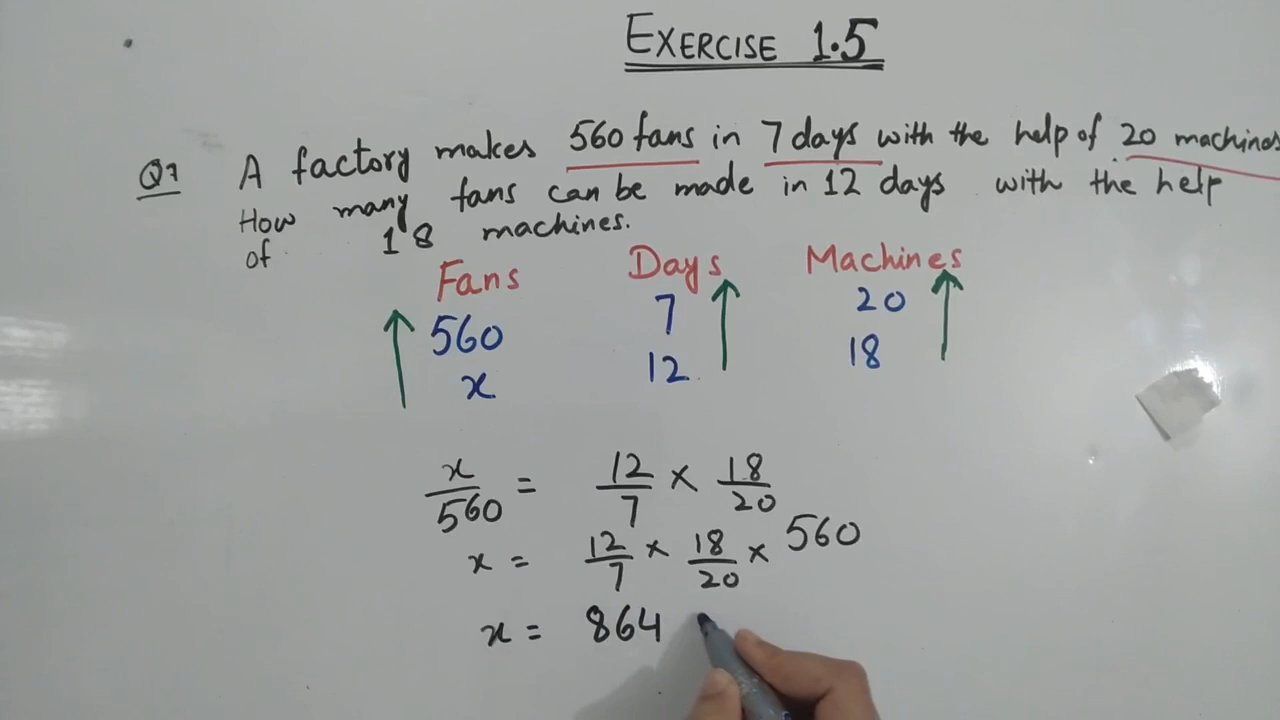 EXERCISE 1.5
Q7 A factory makes 560 fans in 7 days with the help of 20 machines
How many fans can be made in 12 days with the help
of 18 machines.
Fans Days Machines
560 7 20
x 12 18
x/560 = 12/7 × 18/20
x = 12/7 × 18/20 × 560
x = 864